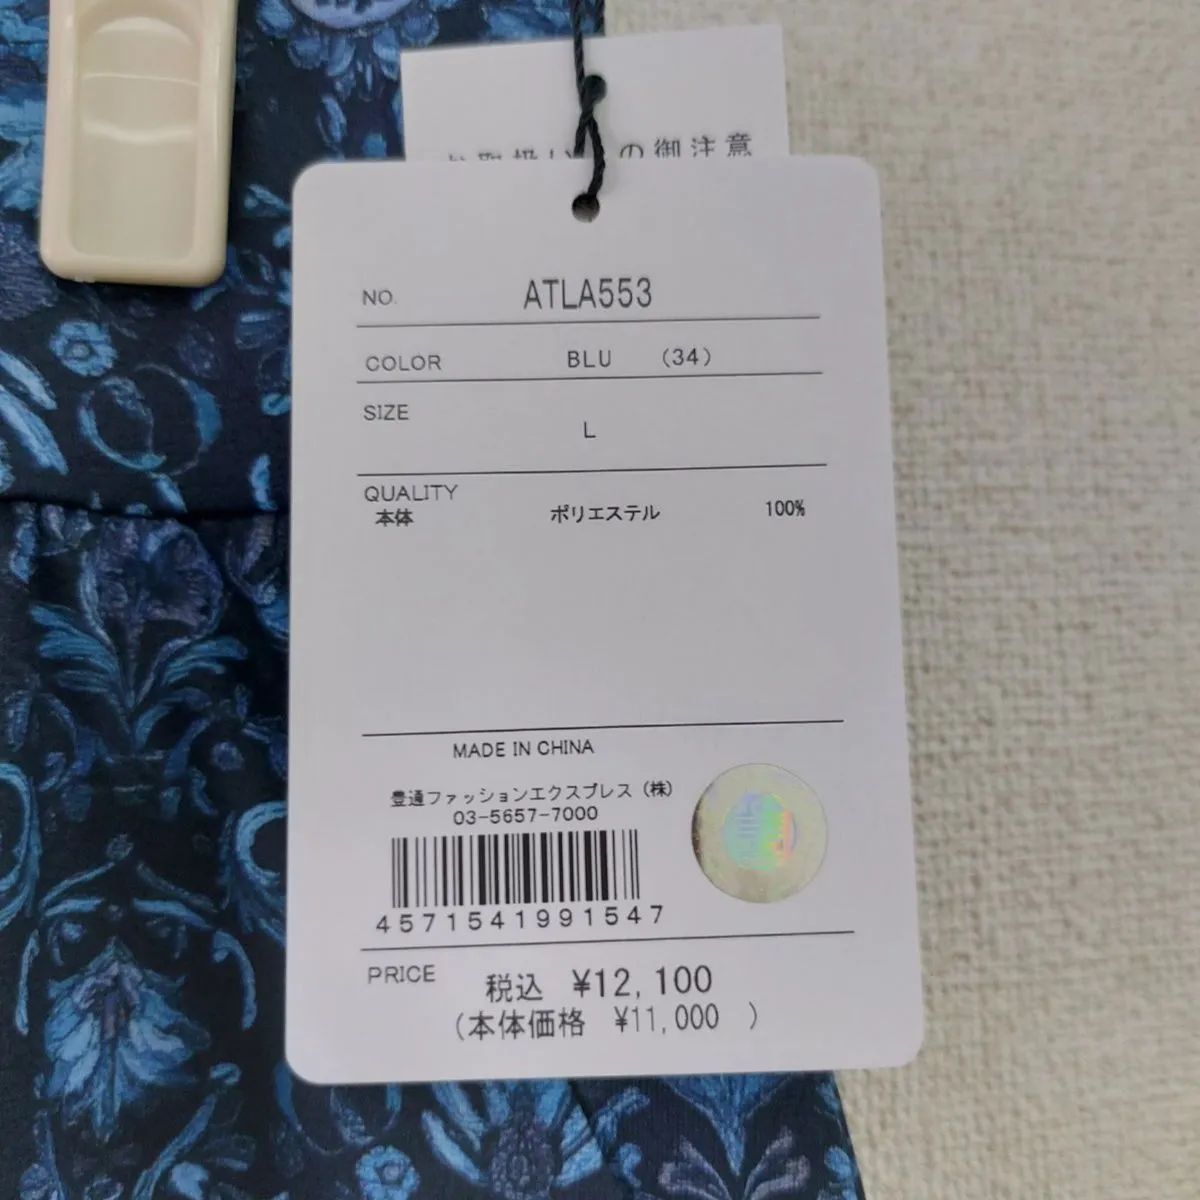 の御注意
NO. ATLA553
COLOR BLU (34)
SIZE L
QUALITY
本体 ポリエステル 100%
MADE IN CHINA
豊通ファッションエクスプレス(株)
03-5657-7000
4571541991547
PRICE 税込 ¥12,100
(本体価格 ¥11,000 )